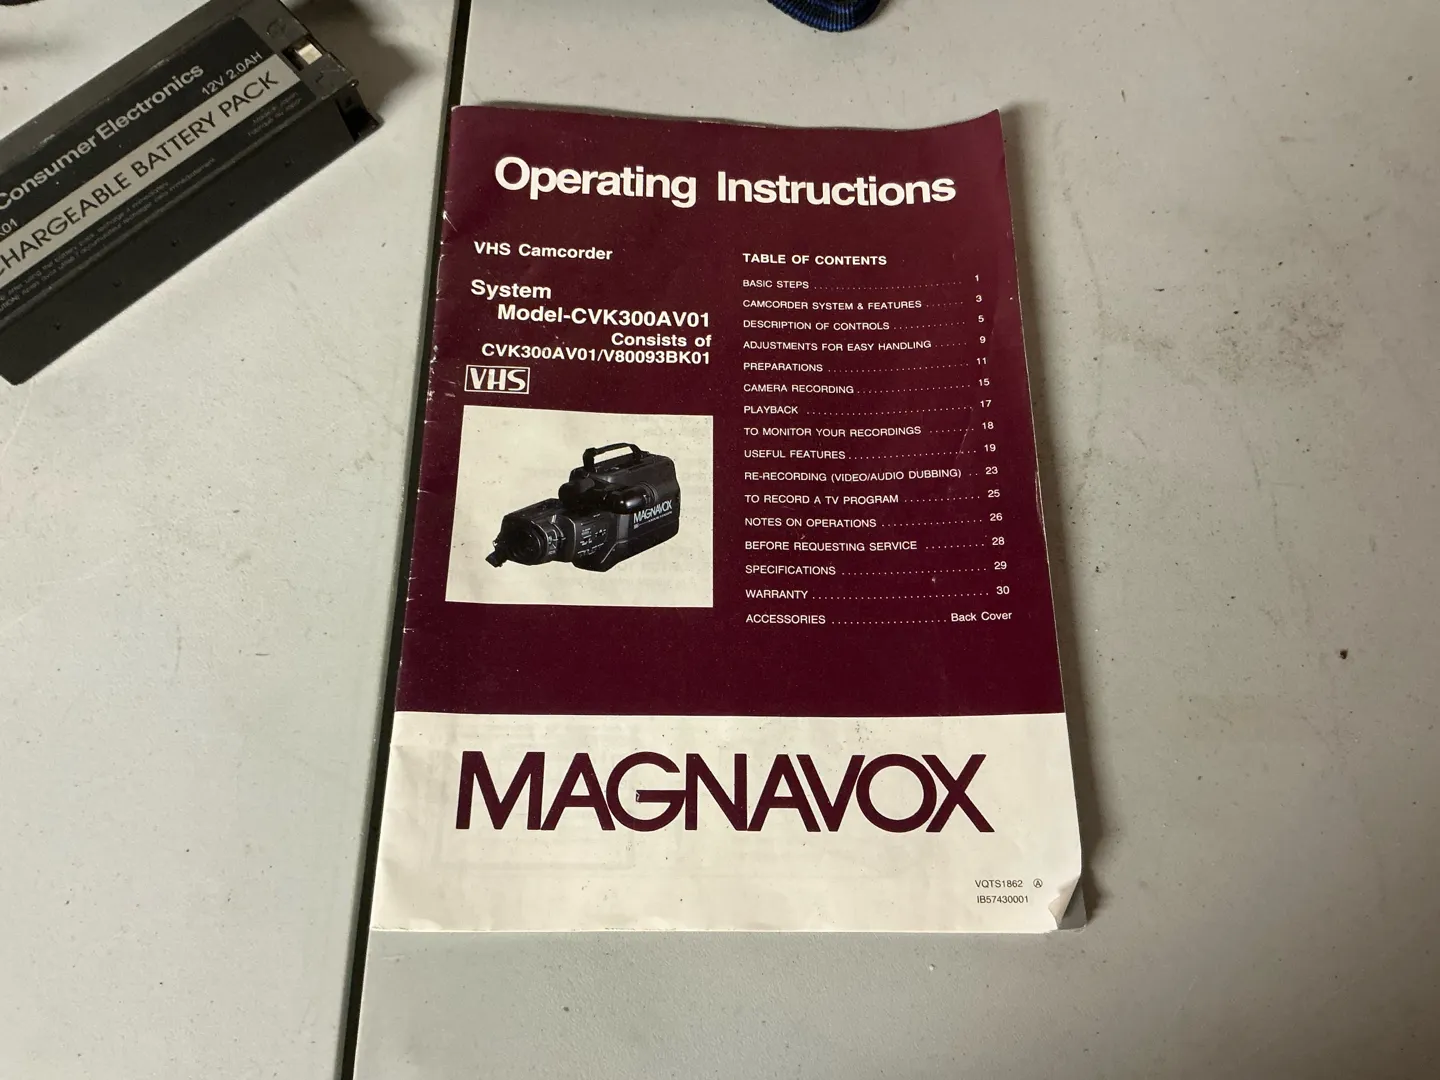 Consumer Electronics
12V 2.0AH
CHARGEABLE BATTERY PACK
Operating Instructions
VHS Camcorder
System
Model-CVK300AV01
Consists of
CVK300AV01/V80093BK01
VHS
MAGNAVOX
TABLE OF CONTENTS
BASIC STEPS . . . . . . . . . . . . . . . . . . . . . 1
CAMCORDER SYSTEM & FEATURES . . . . . . 3
DESCRIPTION OF CONTROLS . . . . . . . . . . . 5
ADJUSTMENTS FOR EASY HANDLING . . . . . 9
PREPARATIONS . . . . . . . . . . . . . . . . . . . . 11
CAMERA RECORDING . . . . . . . . . . . . . . . 15
PLAYBACK . . . . . . . . . . . . . . . . . . . . . . . 17
TO MONITOR YOUR RECORDINGS . . . . . . . 18
USEFUL FEATURES . . . . . . . . . . . . . . . . . 19
RE-RECORDING (VIDEO/AUDIO DUBBING) . . 23
TO RECORD A TV PROGRAM . . . . . . . . . . . 25
NOTES ON OPERATIONS . . . . . . . . . . . . . . 26
BEFORE REQUESTING SERVICE . . . . . . . . . 28
SPECIFICATIONS . . . . . . . . . . . . . . . . . . . 29
WARRANTY . . . . . . . . . . . . . . . . . . . . . . . 30
ACCESSORIES . . . . . . . . . . . . . . . . . . Back Cover
MAGNAVOX
VQTS1862 Ⓐ
IB57430001